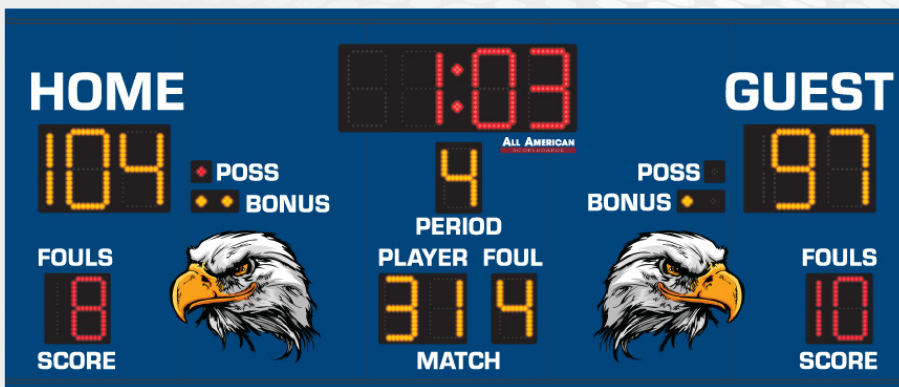 1:03
HOME
GUEST
ALL AMERICAN
SCOREBOARDS
104
4
97
POSS
POSS
BONUS
BONUS
PERIOD
FOULS
PLAYER FOUL
FOULS
8
31 4
10
SCORE
MATCH
SCORE